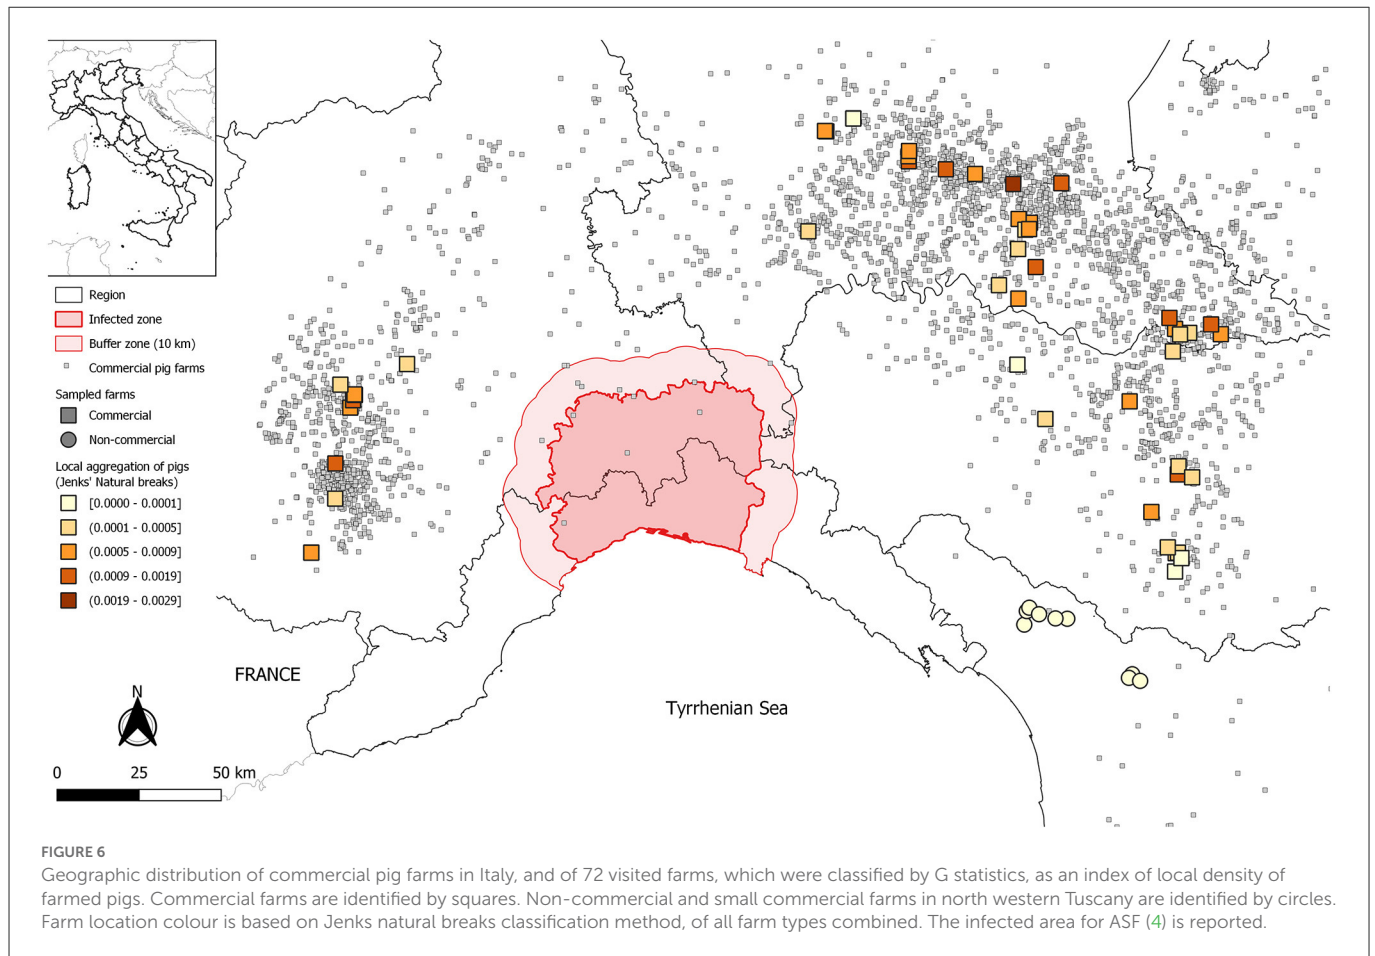 Region
Infected zone
Buffer zone (10 km)
Commercial pig farms
Sampled farms
Commercial
Non-commercial
Local aggregation of pigs
(Jenks' Natural breaks)
[0.0000 - 0.0001]
(0.0001 - 0.0005]
(0.0005 - 0.0009]
(0.0009 - 0.0019]
(0.0019 - 0.0029]
FRANCE
N
Tyrrhenian Sea
0 25 50 km
FIGURE 6
Geographic distribution of commercial pig farms in Italy, and of 72 visited farms, which were classified by G statistics, as an index of local density of
farmed pigs. Commercial farms are identified by squares. Non-commercial and small commercial farms in north western Tuscany are identified by circles.
Farm location colour is based on Jenks natural breaks classification method, of all farm types combined. The infected area for ASF (4) is reported.